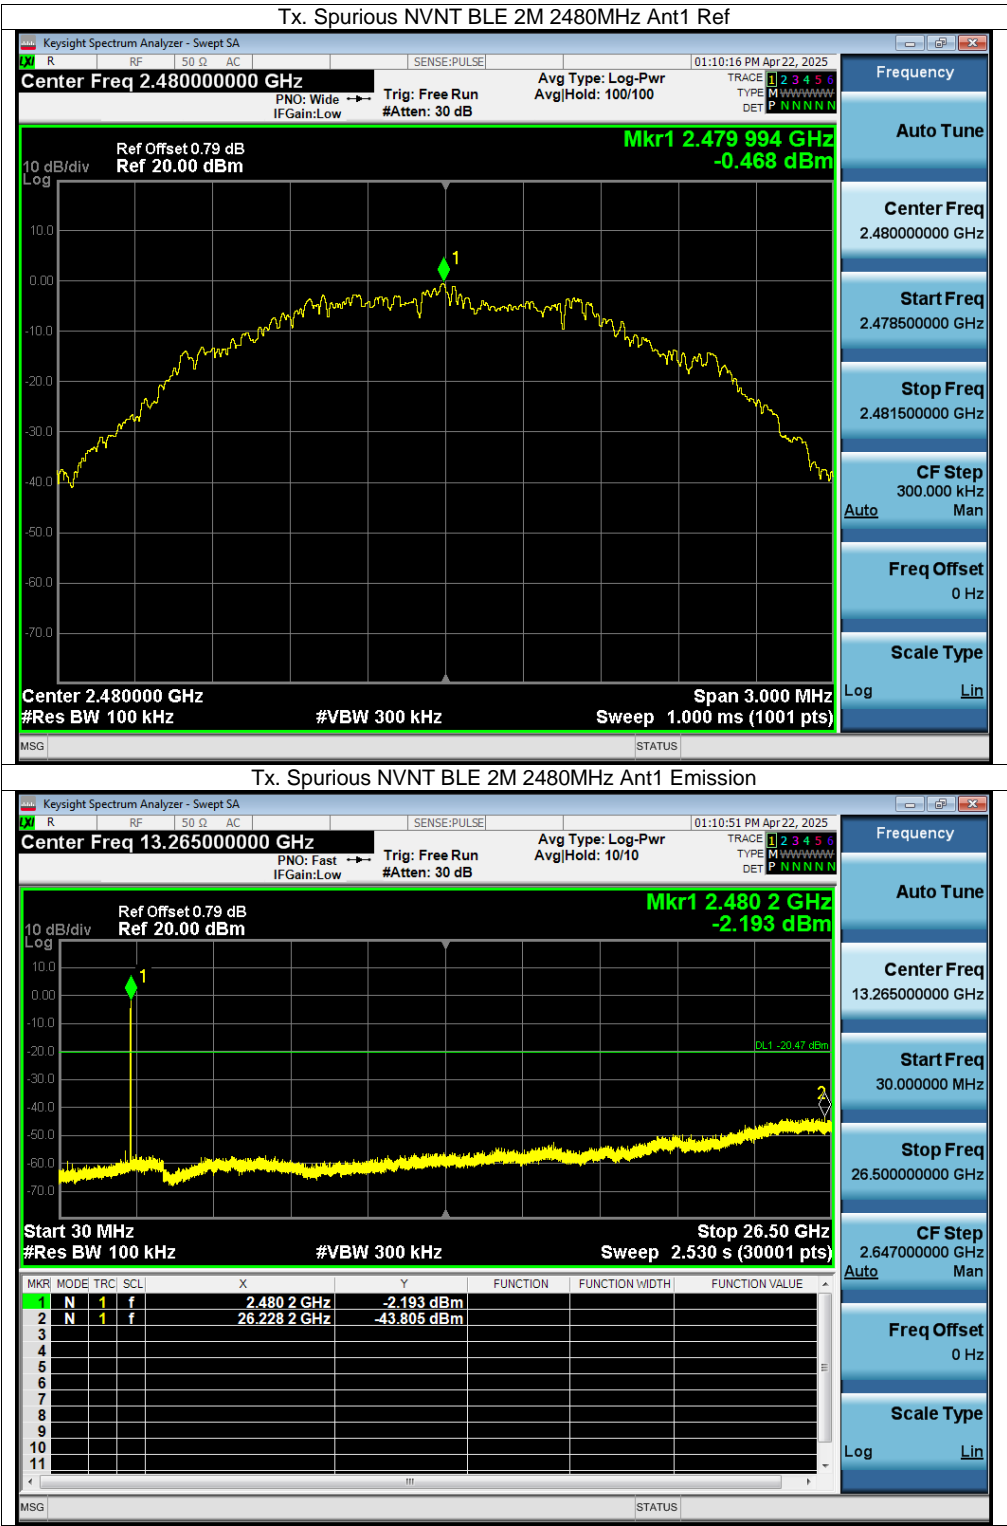 Tx. Spurious NVNT BLE 2M 2480MHz Ant1 Ref
Keysight Spectrum Analyzer - Swept SA
LXI R RF 50 Ω AC SENSE:PULSE 01:10:16 PM Apr 22, 2025
Center Freq 2.480000000 GHz
PNO: Wide
IFGain:Low
Trig: Free Run
#Atten: 30 dB
Avg Type: Log-Pwr
Avg|Hold: 100/100
TRACE 1 2 3 4 5 6
TYPE M W W W W W
DET P N N N N N
Frequency
Mkr1 2.479 994 GHz
-0.468 dBm
Ref Offset 0.79 dB
10 dB/div Ref 20.00 dBm
Log
10.0
0.00
-10.0
-20.0
-30.0
-40.0
-50.0
-60.0
-70.0
1
Center 2.480000 GHz Span 3.000 MHz
#Res BW 100 kHz #VBW 300 kHz Sweep 1.000 ms (1001 pts)
Auto Tune
Center Freq
2.480000000 GHz
Start Freq
2.478500000 GHz
Stop Freq
2.481500000 GHz
CF Step
300.000 kHz
Auto Man
Freq Offset
0 Hz
Scale Type
Log Lin
MSG STATUS
Tx. Spurious NVNT BLE 2M 2480MHz Ant1 Emission
Keysight Spectrum Analyzer - Swept SA
LXI R RF 50 Ω AC SENSE:PULSE 01:10:51 PM Apr 22, 2025
Center Freq 13.265000000 GHz
PNO: Fast
IFGain:Low
Trig: Free Run
#Atten: 30 dB
Avg Type: Log-Pwr
Avg|Hold: 10/10
TRACE 1 2 3 4 5 6
TYPE M W W W W W
DET P N N N N N
Frequency
Mkr1 2.480 2 GHz
-2.193 dBm
Ref Offset 0.79 dB
10 dB/div Ref 20.00 dBm
Log
10.0
0.00
-10.0
-20.0
-30.0
-40.0
-50.0
-60.0
-70.0
1
DL1 -20.47 dBm
2
Start 30 MHz Stop 26.50 GHz
#Res BW 100 kHz #VBW 300 kHz Sweep 2.530 s (30001 pts)
MKR MODE TRC SCL X Y FUNCTION FUNCTION WIDTH FUNCTION VALUE
1 N 1 f 2.480 2 GHz -2.193 dBm
2 N 1 f 26.228 2 GHz -43.805 dBm
3
4
5
6
7
8
9
10
11
Auto Tune
Center Freq
13.265000000 GHz
Start Freq
30.000000 MHz
Stop Freq
26.500000000 GHz
CF Step
2.647000000 GHz
Auto Man
Freq Offset
0 Hz
Scale Type
Log Lin
MSG STATUS